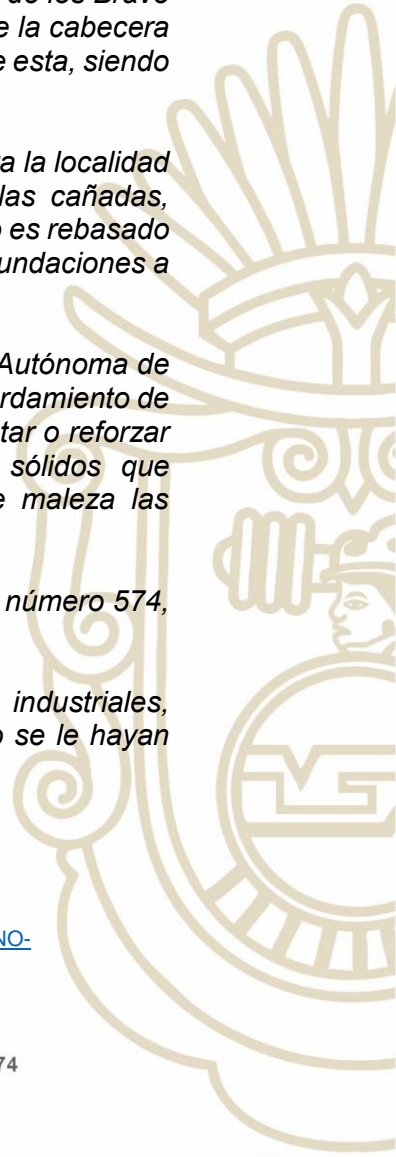 de los Bravo
e la cabecera
e esta, siendo
a la localidad
las cañadas,
o es rebasado
undaciones a
Autónoma de
rdamiento de
tar o reforzar
sólidos que
e maleza las
número 574,
industriales,
o se le hayan
NO-
74